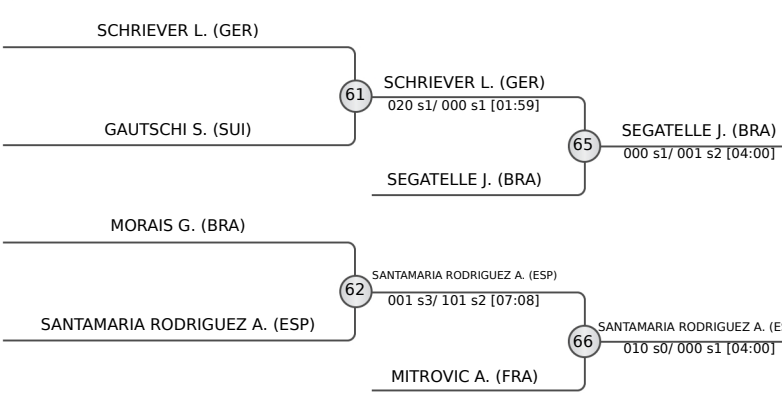 SCHRIEVER L. (GER)
61
SCHRIEVER L. (GER)
020 s1/ 000 s1 [01:59]
GAUTSCHI S. (SUI)
65
SEGATELLE J. (BRA)
000 s1/ 001 s2 [04:00]
SEGATELLE J. (BRA)
MORAIS G. (BRA)
62
SANTAMARIA RODRIGUEZ A. (ESP)
001 s3/ 101 s2 [07:08]
SANTAMARIA RODRIGUEZ A. (ESP)
66
SANTAMARIA RODRIGUEZ A. (E
010 s0/ 000 s1 [04:00]
MITROVIC A. (FRA)